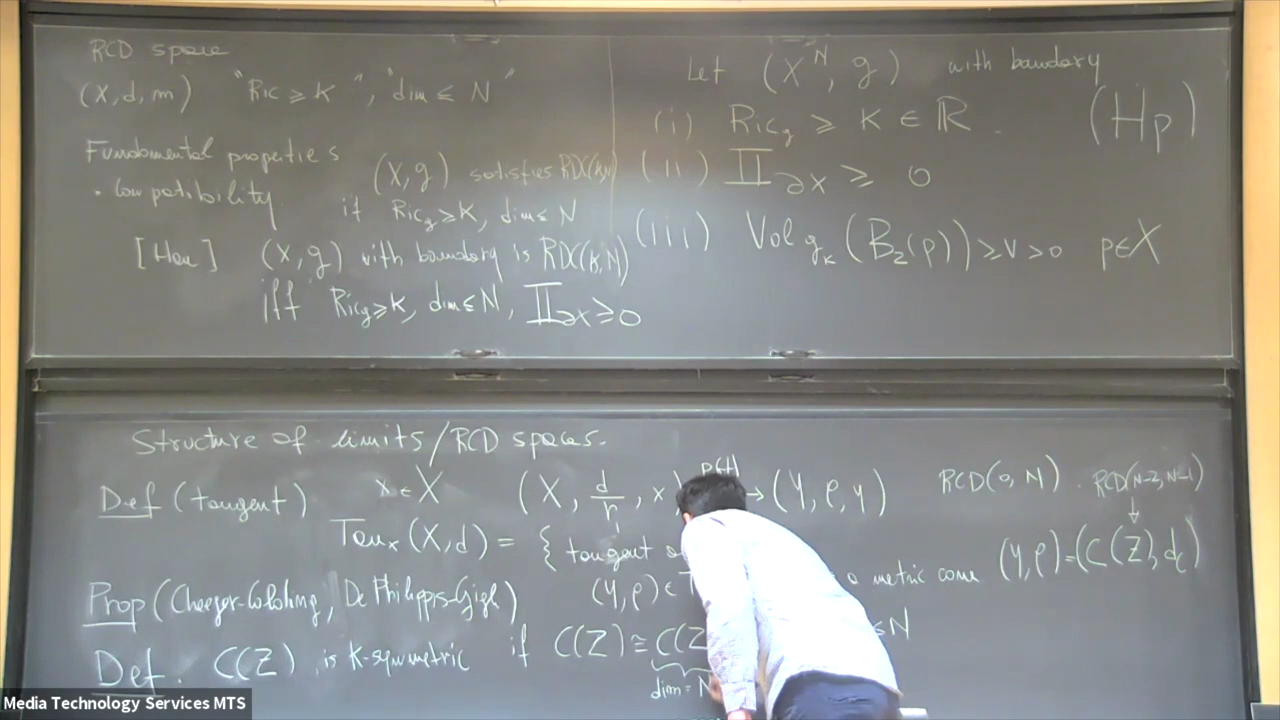 RCD space
(X, d, m) "Ric ≥ K", "dim ≤ N"
Fundamental properties
• compatibility (X, g) satisfies RCD(K,N)
if Ric_g ≥ K, dim ≤ N
[Han] (X, g) with boundary is RCD(K,N)
iff Ric_g ≥ K, dim ≤ N, II_∂X ≥ 0
Let (X^N, g) with boundary
(i) Ric_g ≥ K ∈ ℝ. (Hp)
(ii) II_∂X ≥ 0
(iii) Vol_{g_K}(B_2(p)) ≥ v > 0 p ∈ X
Structure of limits/RCD spaces.
Def (tangent) x ∈ X (X, d/r_i, x) → (Y, ρ, y) RCD(0, N). RCD(N-2, N-1)
Tan_x (X, d) = { tangent
Prop (Cheeger-Colding, De Philippis-Gigli) (Y, ρ) ∈ a metric cone (Y, ρ) = (C(Z), d_c)
Def. C(Z) is k-symmetric if C(Z) ≅ C(Z ≤ N
dim = N
Media Technology Services MTS